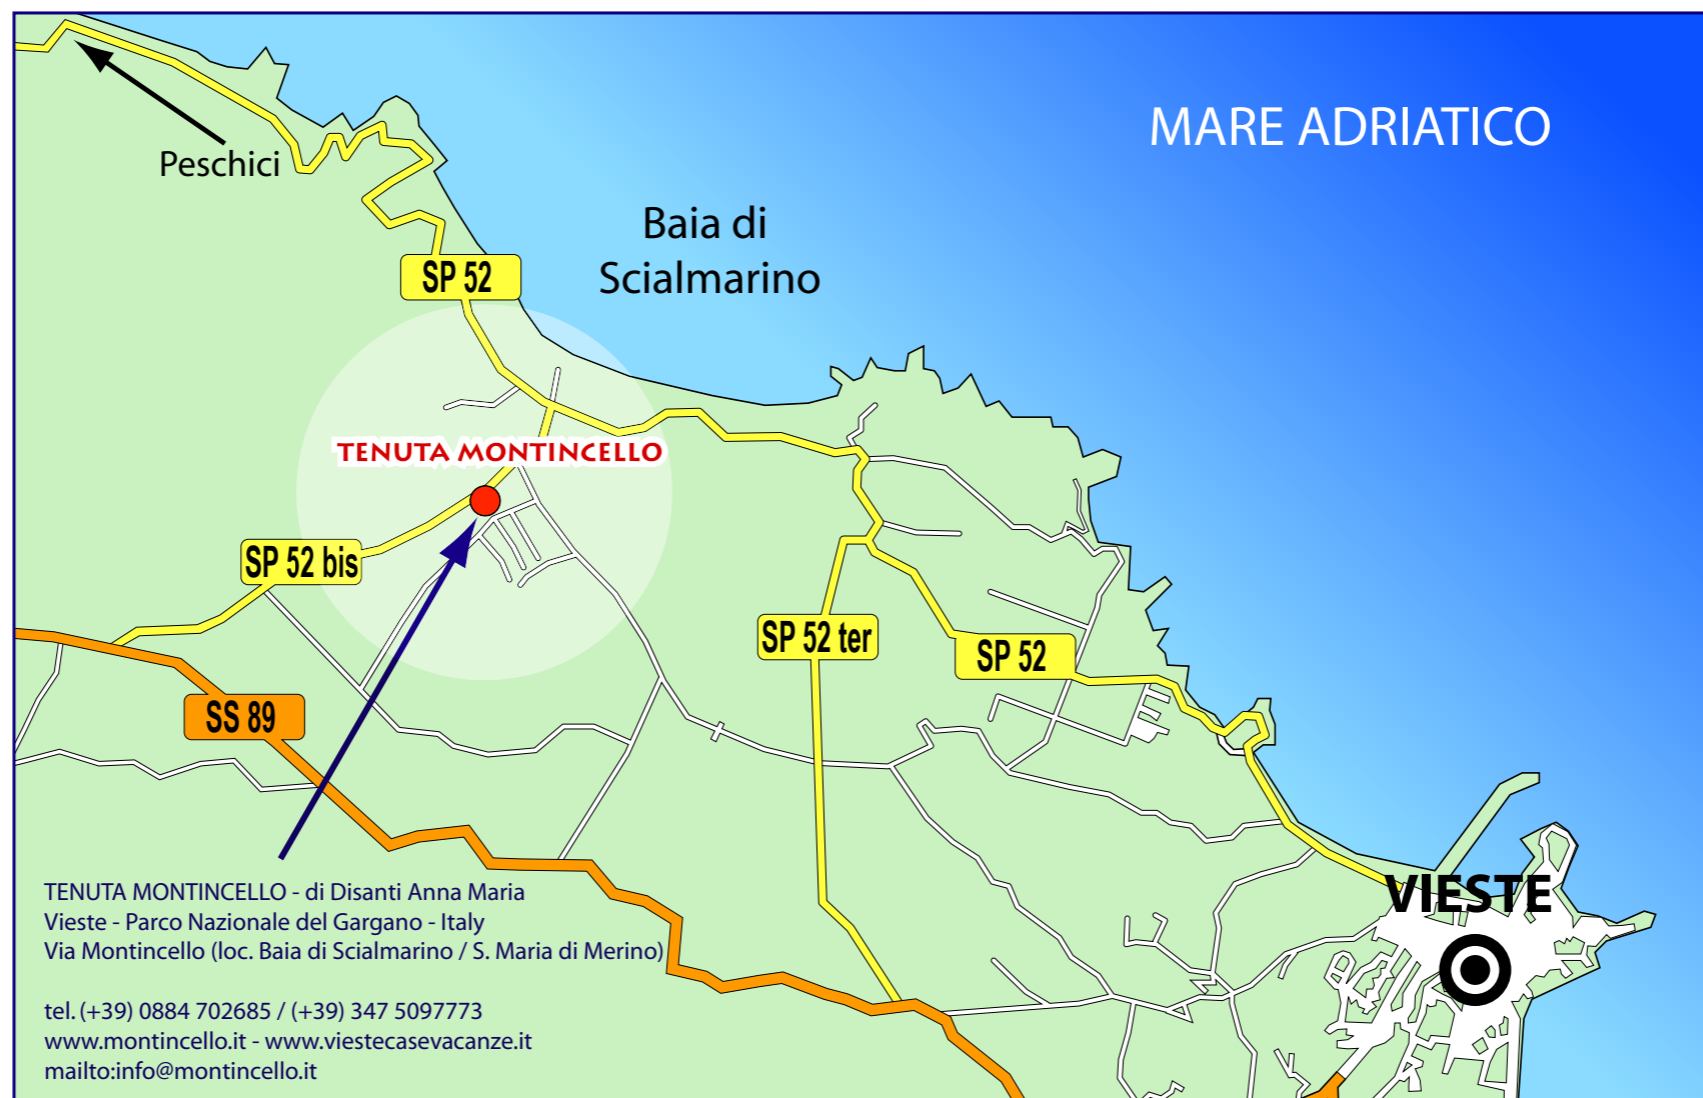 MARE ADRIATICO
Peschici
Baia di
Scialmarino
SP 52
TENUTA MONTINCELLO
SP 52 bis
SP 52 ter
SP 52
SS 89
VIESTE
TENUTA MONTINCELLO - di Disanti Anna Maria
Vieste - Parco Nazionale del Gargano - Italy
Via Montincello (loc. Baia di Scialmarino / S. Maria di Merino)
tel. (+39) 0884 702685 / (+39) 347 5097773
www.montincello.it - www.viestecasevacanze.it
mailto:info@montincello.it